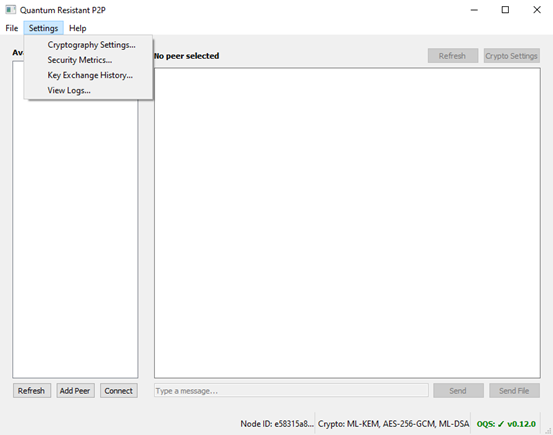 Quantum Resistant P2P
File Settings Help
Cryptography Settings...
Security Metrics...
Key Exchange History...
View Logs...
No peer selected
Refresh
Crypto Settings
Refresh
Add Peer
Connect
Type a message...
Send
Send File
Node ID: e58315a8...
Crypto: ML-KEM, AES-256-GCM, ML-DSA
OQS: ✓ v0.12.0